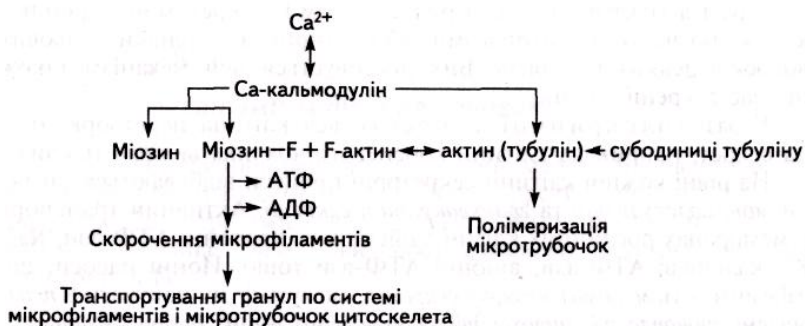 Ca²⁺
Са-кальмодулін
Міозин Міозин—F + F-актин актин (тубулін) субодиниці тубуліну
АТФ
АДФ
Скорочення мікрофіламентів
Полімеризація
мікротрубочок
Транспортування гранул по системі
мікрофіламентів і мікротрубочок цитоскелета